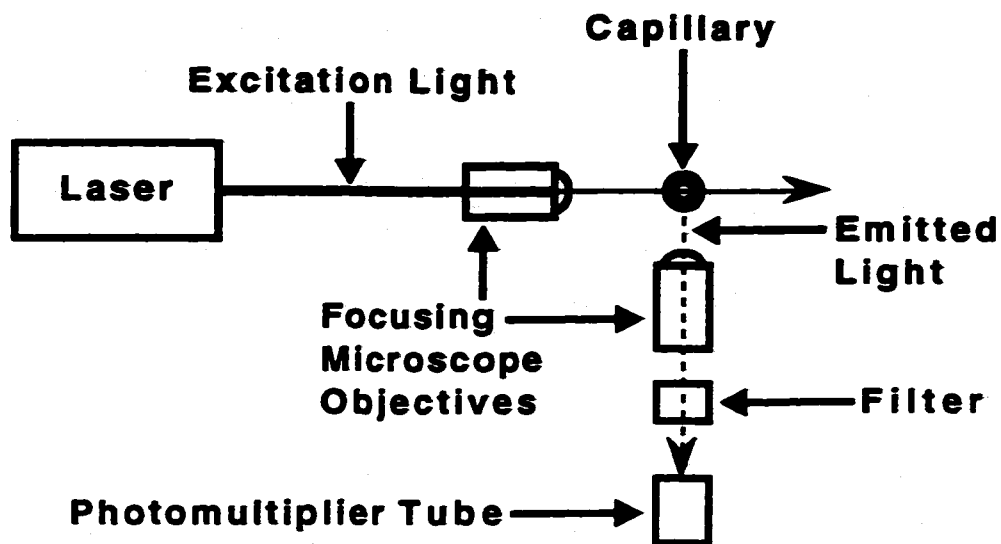 Capillary
Excitation Light
Laser
Emitted
Light
Focusing
Microscope
Objectives
Filter
Photomultiplier Tube